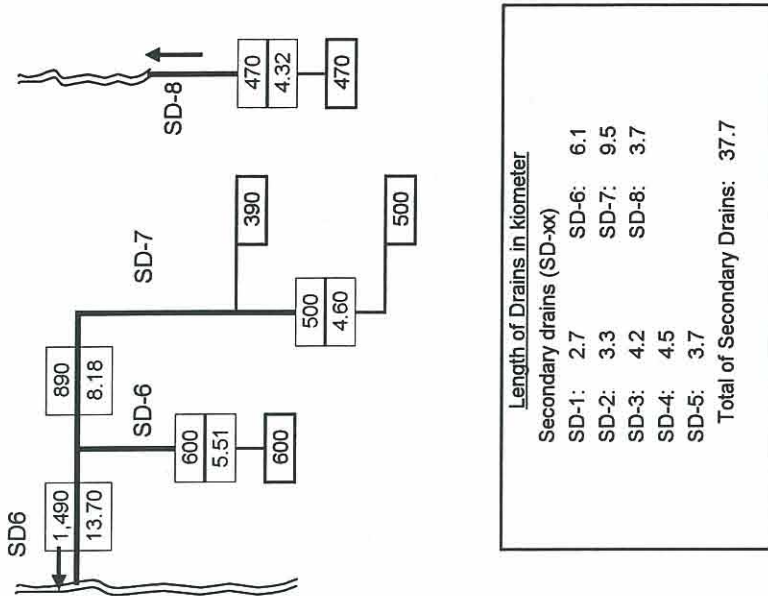 SD6
1,490
13.70
890
8.18
SD-6
600
5.51
600
SD-7
390
500
4.60
500
SD-8
470
4.32
470
Length of Drains in kiometer
Secondary drains (SD-xx)
SD-1: 2.7 SD-6: 6.1
SD-2: 3.3 SD-7: 9.5
SD-3: 4.2 SD-8: 3.7
SD-4: 4.5
SD-5: 3.7
Total of Secondary Drains: 37.7